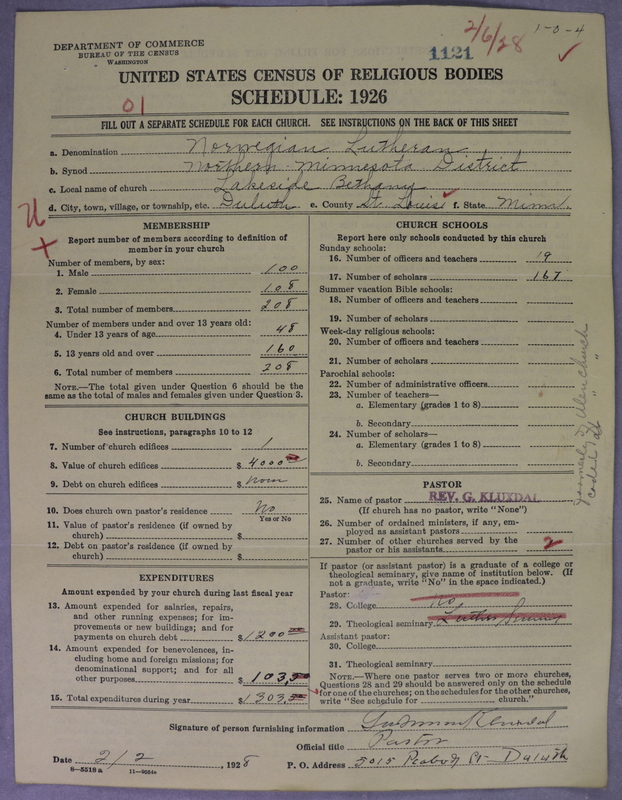 DEPARTMENT OF COMMERCE
BUREAU OF THE CENSUS
WASHINGTON
1121
2/6/28
1-0-4
UNITED STATES CENSUS OF RELIGIOUS BODIES
SCHEDULE: 1926
01
FILL OUT A SEPARATE SCHEDULE FOR EACH CHURCH. SEE INSTRUCTIONS ON THE BACK OF THIS SHEET
a. Denomination Norwegian Lutheran
b. Synod Northern Minnesota District
c. Local name of church Lakeside Bethany
d. City, town, village, or township, etc. Duluth e. County St. Louis f. State Minn
MEMBERSHIP
Report number of members according to definition of
member in your church
Number of members, by sex:
1. Male 100
2. Female 108
3. Total number of members 208
Number of members under and over 13 years old:
4. Under 13 years of age 48
5. 13 years old and over 160
6. Total number of members 208
NOTE.—The total given under Question 6 should be the
same as the total of males and females given under Question 3.
CHURCH BUILDINGS
See instructions, paragraphs 10 to 12
7. Number of church edifices 1
8. Value of church edifices $ 4000
9. Debt on church edifices $ None
10. Does church own pastor's residence? No
Yes or No
11. Value of pastor's residence (if owned by
church) $
12. Debt on pastor's residence (if owned by
church) $
EXPENDITURES
Amount expended by your church during last fiscal year
13. Amount expended for salaries, repairs,
and other running expenses; for im-
provements or new buildings; and for
payments on church debt $ 1200
14. Amount expended for benevolences, in-
cluding home and foreign missions; for
denominational support; and for all
other purposes $ 103
15. Total expenditures during year $ 1303
CHURCH SCHOOLS
Report here only schools conducted by this church
Sunday schools:
16. Number of officers and teachers 19
17. Number of scholars 167
Summer vacation Bible schools:
18. Number of officers and teachers
19. Number of scholars
Week-day religious schools:
20. Number of officers and teachers
21. Number of scholars
Parochial schools:
22. Number of administrative officers
23. Number of teachers—
a. Elementary (grades 1 to 8)
b. Secondary
24. Number of scholars—
a. Elementary (grades 1 to 8)
b. Secondary
PASTOR
25. Name of pastor REV. G. KLUXDAL
(If church has no pastor, write "None")
26. Number of ordained ministers, if any, em-
ployed as assistant pastors
27. Number of other churches served by the
pastor or his assistants 2
If pastor (or assistant pastor) is a graduate of a college or
theological seminary, give name of institution below. (If
not a graduate, write "No" in the space indicated.)
Pastor:
28. College No
29. Theological seminary Luther Seminary
Assistant pastor:
30. College
31. Theological seminary
NOTE.—Where one pastor serves two or more churches,
Questions 28 and 29 should be answered only on the schedule
for one of the churches; on the schedules for the other churches,
write "See schedule for church."
Signature of person furnishing information
Official title Pastor
Date 2/2, 1928 P. O. Address 5015 Peabody St Duluth
8-5518a 11-9554a